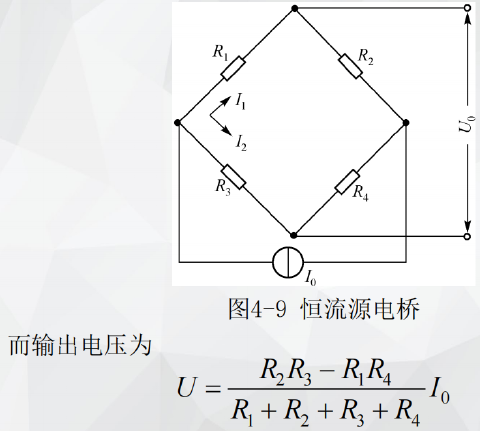 R1
R2
I1
I2
U0
R3
R4
I0
图4-9 恒流源电桥
而输出电压为
U = (R2R3 − R1R4) / (R1 + R2 + R3 + R4) I0